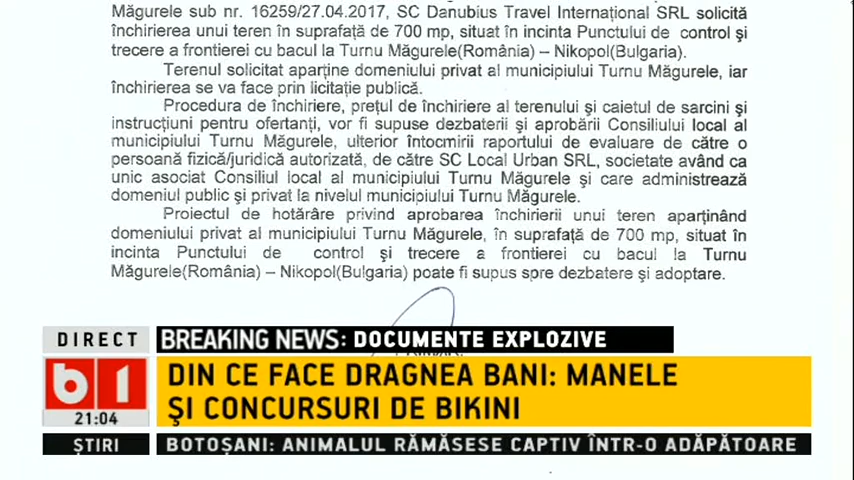 Măgurele sub nr. 16259/27.04.2017, SC Danubius Travel International SRL solicită
închirierea unui teren în suprafață de 700 mp, situat în incinta Punctului de control şi
trecere a frontierei cu bacul la Turnu Măgurele(România) – Nikopol(Bulgaria).
Terenul solicitat aparține domeniului privat al municipiului Turnu Măgurele, iar
închirierea se va face prin licitație publică.
Procedura de închiriere, prețul de închiriere al terenului şi caietul de sarcini şi
instrucțiuni pentru ofertanți, vor fi supuse dezbaterii şi aprobării Consiliului local al
municipiului Turnu Măgurele, ulterior întocmirii raportului de evaluare de către o
persoană fizică/juridică autorizată, de către SC Local Urban SRL, societate având ca
unic asociat Consiliul local al municipiului Turnu Măgurele şi care administrează
domeniul public şi privat la nivelul municipiului Turnu Măgurele.
Proiectul de hotărâre privind aprobarea închirierii unui teren aparținând
domeniului privat al municipiului Turnu Măgurele, în suprafață de 700 mp, situat în
incinta Punctului de control şi trecere a frontierei cu bacul la Turnu
Măgurele(România) – Nikopol(Bulgaria) poate fi supus spre dezbatere şi adoptare.
DIRECT
BREAKING NEWS: DOCUMENTE EXPLOZIVE
b1
DIN CE FACE DRAGNEA BANI: MANELE
ŞI CONCURSURI DE BIKINI
21:04
ŞTIRI
BOTOŞANI: ANIMALUL RĂMĂSESE CAPTIV ÎNTR-O ADĂPĂTOARE